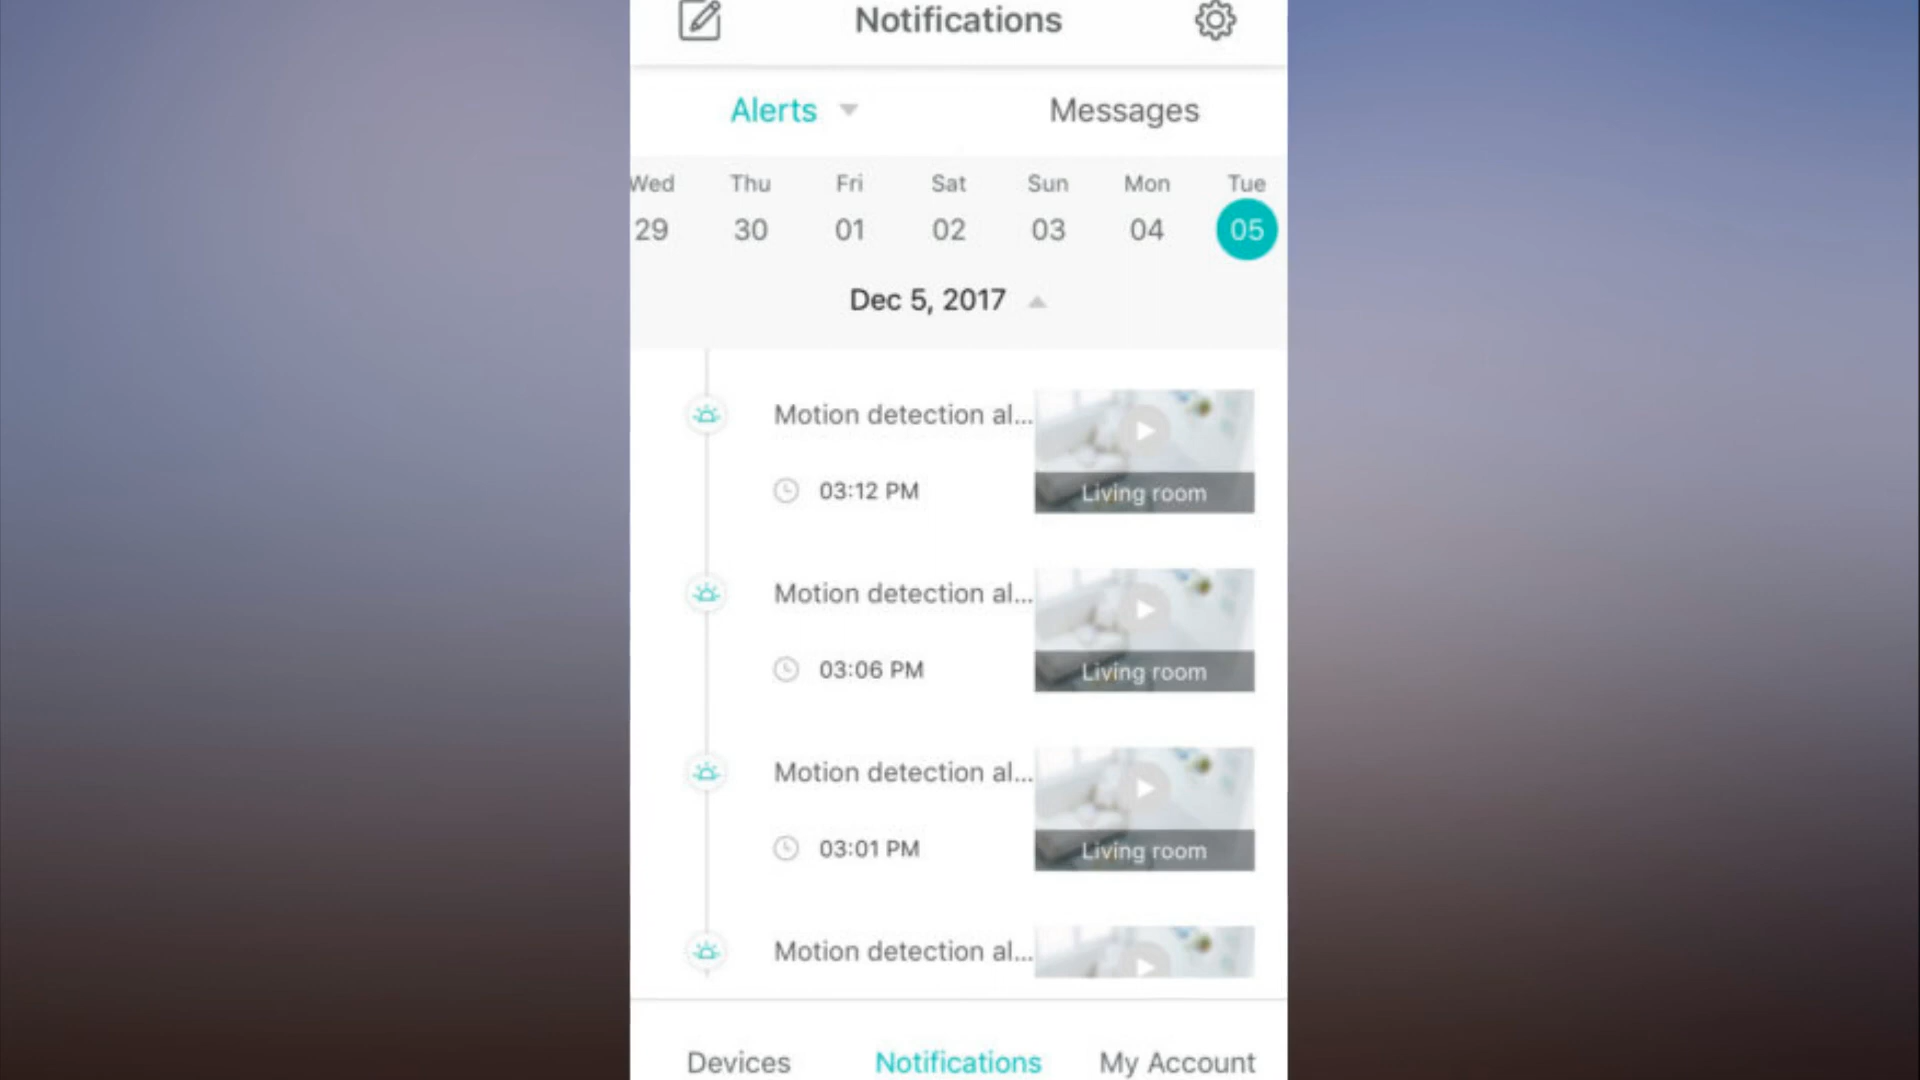 Notifications
Alerts Messages
Wed Thu Fri Sat Sun Mon Tue
29 30 01 02 03 04 05
Dec 5, 2017
Motion detection al...
03:12 PM
Living room
Motion detection al...
03:06 PM
Living room
Motion detection al...
03:01 PM
Living room
Motion detection al...
Devices Notifications My Account